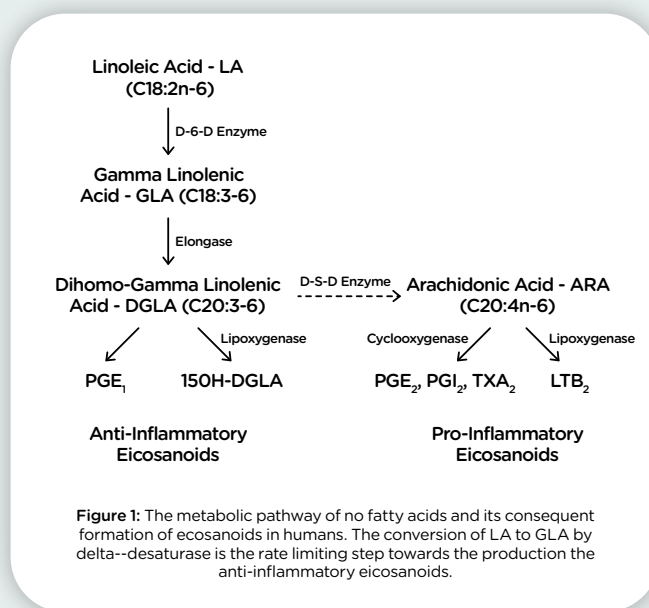 Linoleic Acid - LA
(C18:2n-6)
D-6-D Enzyme
Gamma Linolenic
Acid - GLA (C18:3-6)
Elongase
Dihomo-Gamma Linolenic
Acid - DGLA (C20:3-6)
D-S-D Enzyme
Arachidonic Acid - ARA
(C20:4n-6)
Lipoxygenase
Cyclooxygenase
Lipoxygenase
PGE₁
150H-DGLA
PGE₂, PGI₂, TXA₂
LTB₂
Anti-Inflammatory
Eicosanoids
Pro-Inflammatory
Eicosanoids
Figure 1: The metabolic pathway of no fatty acids and its consequent
formation of ecosanoids in humans. The conversion of LA to GLA by
delta--desaturase is the rate limiting step towards the production the
anti-inflammatory eicosanoids.